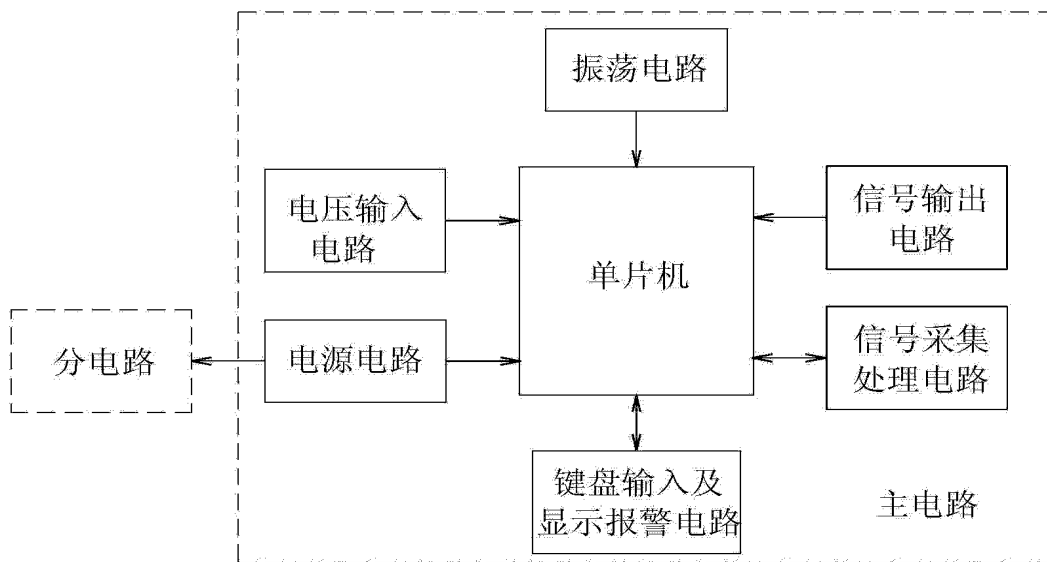 振荡电路
电压输入
电路
单片机
信号输出
电路
分电路
电源电路
信号采集
处理电路
键盘输入及
显示报警电路
主电路